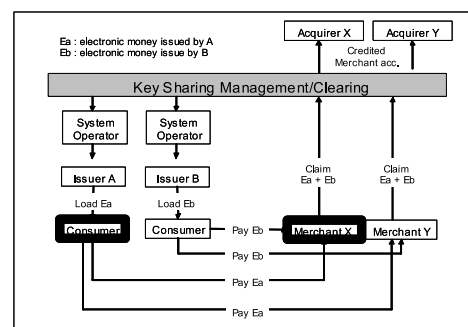 Ea : electronic money issued by A
Eb : electronic money issue by B
Acquirer X
Acquirer Y
Credited
Merchant acc.
Key Sharing Management/Clearing
System
Operator
System
Operator
Issuer A
Issuer B
Claim
Ea + Eb
Claim
Ea + Eb
Load Ea
Load Eb
Consumer
Consumer
Pay Eb
Merchant X
Merchant Y
Pay Eb
Pay Ea
Pay Ea